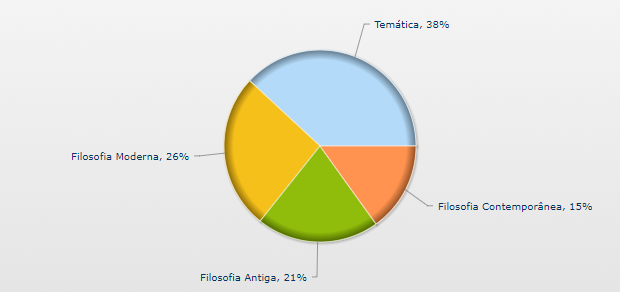 Temática, 38%
Filosofia Moderna, 26%
Filosofia Contemporânea, 15%
Filosofia Antiga, 21%